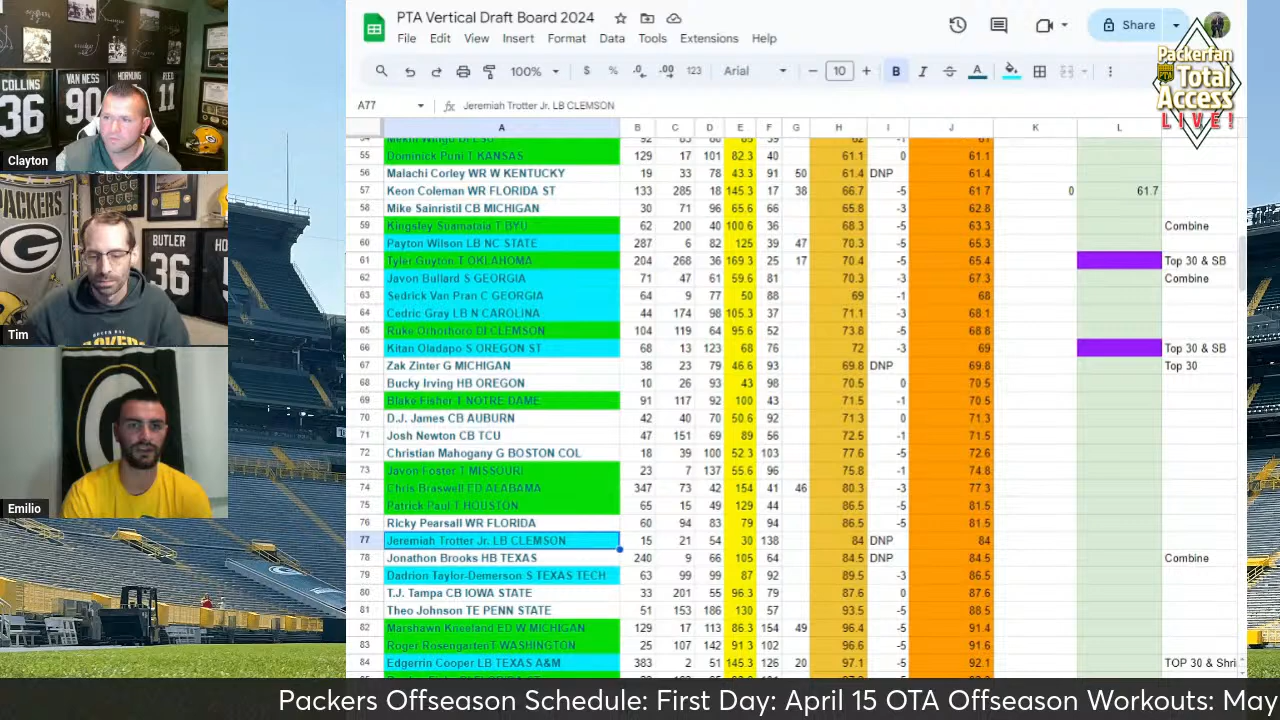 COLLINS
36
VAN NESS
90
HORNUNG
REED
11
Clayton
PACKERS
G
BUTLER
36
Tim
Emilio
PTA Vertical Draft Board 2024
File Edit View Insert Format Data Tools Extensions Help
Share
100% $ % .0 .00 123 Arial 10 B I A
A77 fx Jeremiah Trotter Jr. LB CLEMSON
Packerfan
Total
Access
LIVE!
A B C D E F G H I J K L
55 Dominick Puni T KANSAS 129 17 101 82.3 40 61.1 0 61.1
56 Malachi Corley WR W KENTUCKY 19 33 78 43.3 91 50 61.4 DNP 61.4
57 Keon Coleman WR FLORIDA ST 133 285 18 145.3 17 38 66.7 -5 61.7 0 61.7
58 Mike Sainristil CB MICHIGAN 30 71 96 65.6 66 65.8 -3 62.8
59 Kingsley Suamataia T BYU 62 200 40 100.6 36 68.3 -5 63.3 Combine
60 Payton Wilson LB NC STATE 287 6 82 125 39 47 70.3 -5 65.3
61 Tyler Guyton T OKLAHOMA 204 268 36 169.3 25 17 70.4 -5 65.4 Top 30 & SB
62 Javon Bullard S GEORGIA 71 47 61 59.6 81 70.3 -3 67.3 Combine
63 Sedrick Van Pran C GEORGIA 64 9 77 50 88 69 -1 68
64 Cedric Gray LB N CAROLINA 44 174 98 105.3 37 71.1 -3 68.1
65 Ruke Orhorhoro DI CLEMSON 104 119 64 95.6 52 73.8 -5 68.8
66 Kitan Oladapo S OREGON ST 68 13 123 68 76 72 -3 69 Top 30 & SB
67 Zak Zinter G MICHIGAN 38 23 79 46.6 93 69.8 DNP 69.8 Top 30
68 Bucky Irving HB OREGON 10 26 93 43 98 70.5 0 70.5
69 Blake Fisher T NOTRE DAME 91 117 92 100 43 71.5 -1 70.5
70 D.J. James CB AUBURN 42 40 70 50.6 92 71.3 0 71.3
71 Josh Newton CB TCU 47 151 69 89 56 72.5 -1 71.5
72 Christian Mahogany G BOSTON COL 18 39 100 52.3 103 77.6 -5 72.6
73 Javon Foster T MISSOURI 23 7 137 55.6 96 75.8 -1 74.8
74 Chris Braswell ED ALABAMA 347 73 42 154 41 46 80.3 -3 77.3
75 Patrick Paul T HOUSTON 65 15 49 129 44 86.5 -5 81.5
76 Ricky Pearsall WR FLORIDA 60 94 83 79 94 86.5 -5 81.5
77 Jeremiah Trotter Jr. LB CLEMSON 15 21 54 30 138 84 DNP 84
78 Jonathon Brooks HB TEXAS 240 9 66 105 64 84.5 DNP 84.5 Combine
79 Dadrion Taylor-Demerson S TEXAS TECH 63 99 99 87 92 89.5 -3 86.5
80 T.J. Tampa CB IOWA STATE 33 201 55 96.3 79 87.6 0 87.6
81 Theo Johnson TE PENN STATE 51 153 186 130 57 93.5 -5 88.5
82 Marshawn Kneeland ED W MICHIGAN 129 17 113 86.3 154 49 96.4 -5 91.4
83 Roger RosengartenT WASHINGTON 25 107 142 91.3 102 96.6 -5 91.6
84 Edgerrin Cooper LB TEXAS A&M 383 2 51 145.3 126 20 97.1 -5 92.1 TOP 30 & Shri
Packers Offseason Schedule: First Day: April 15 OTA Offseason Workouts: May